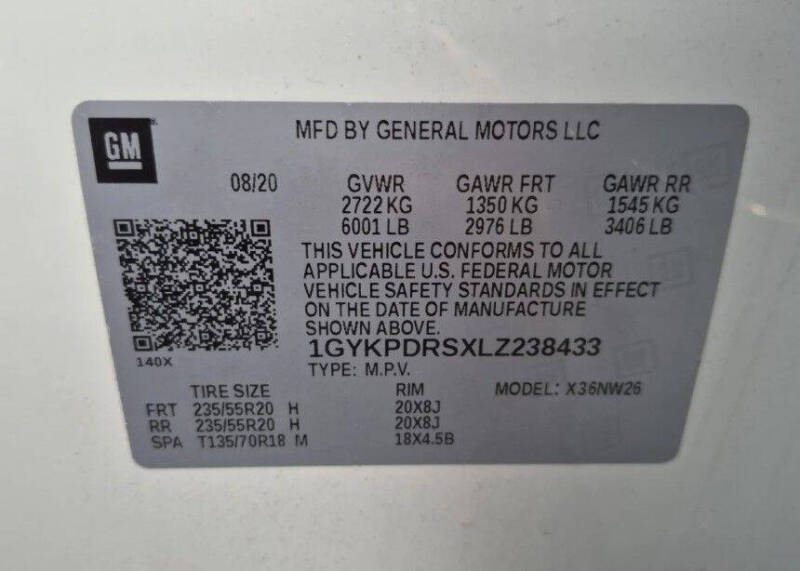 GM
MFD BY GENERAL MOTORS LLC
08/20 GVWR GAWR FRT GAWR RR
2722 KG 1350 KG 1545 KG
6001 LB 2976 LB 3406 LB
THIS VEHICLE CONFORMS TO ALL
APPLICABLE U.S. FEDERAL MOTOR
VEHICLE SAFETY STANDARDS IN EFFECT
ON THE DATE OF MANUFACTURE
SHOWN ABOVE.
140X
1GYKPDRSXLZ238433
TYPE: M.P.V.
TIRE SIZE RIM MODEL: X36NW26
FRT 235/55R20 H 20X8J
RR 235/55R20 H 20X8J
SPA T135/70R18 M 18X4.5B